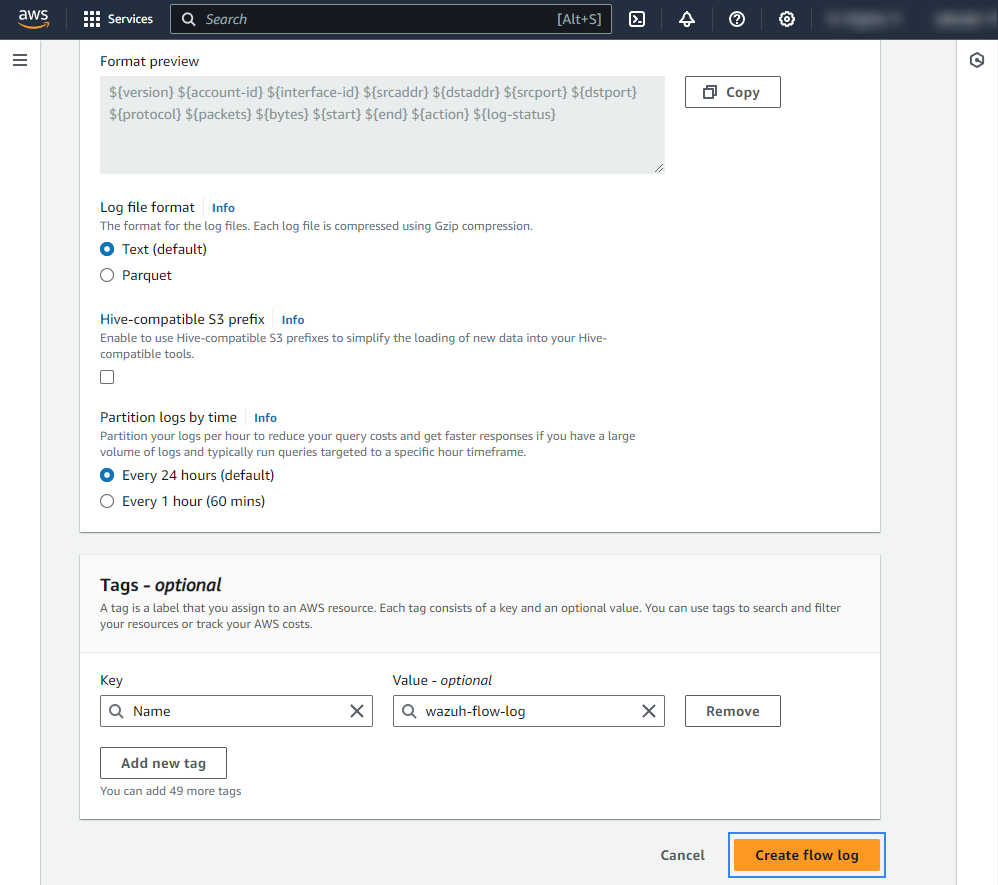 aws Services Search [Alt+S]
Format preview
${version} ${account-id} ${interface-id} ${srcaddr} ${dstaddr} ${srcport} ${dstport}
${protocol} ${packets} ${bytes} ${start} ${end} ${action} ${log-status}
Copy
Log file format Info
The format for the log files. Each log file is compressed using Gzip compression.
Text (default)
Parquet
Hive-compatible S3 prefix Info
Enable to use Hive-compatible S3 prefixes to simplify the loading of new data into your Hive-
compatible tools.
Partition logs by time Info
Partition your logs per hour to reduce your query costs and get faster responses if you have a large
volume of logs and typically run queries targeted to a specific hour timeframe.
Every 24 hours (default)
Every 1 hour (60 mins)
Tags - optional
A tag is a label that you assign to an AWS resource. Each tag consists of a key and an optional value. You can use tags to search and filter
your resources or track your AWS costs.
Key Value - optional
Name wazuh-flow-log Remove
Add new tag
You can add 49 more tags
Cancel Create flow log